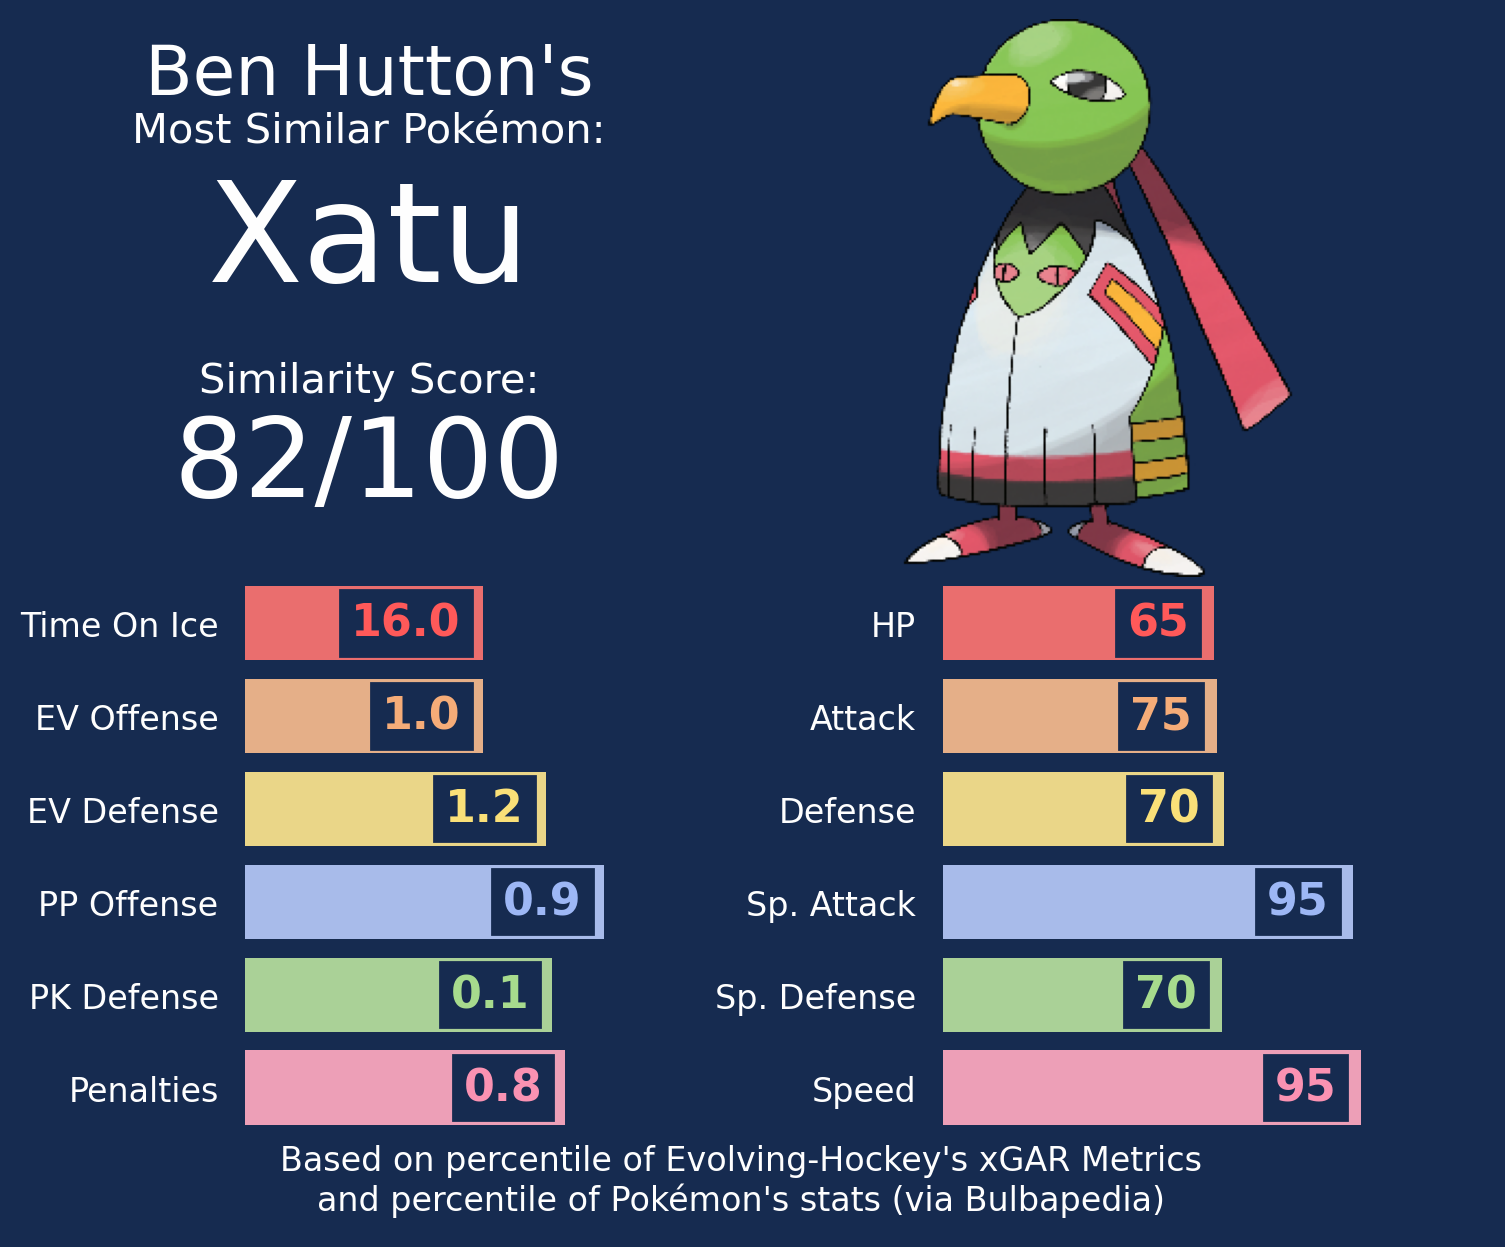 Ben Hutton's
Most Similar Pokémon:
Xatu
Similarity Score:
82/100
Time On Ice 16.0
EV Offense 1.0
EV Defense 1.2
PP Offense 0.9
PK Defense 0.1
Penalties 0.8
HP 65
Attack 75
Defense 70
Sp. Attack 95
Sp. Defense 70
Speed 95
Based on percentile of Evolving-Hockey's xGAR Metrics
and percentile of Pokémon's stats (via Bulbapedia)